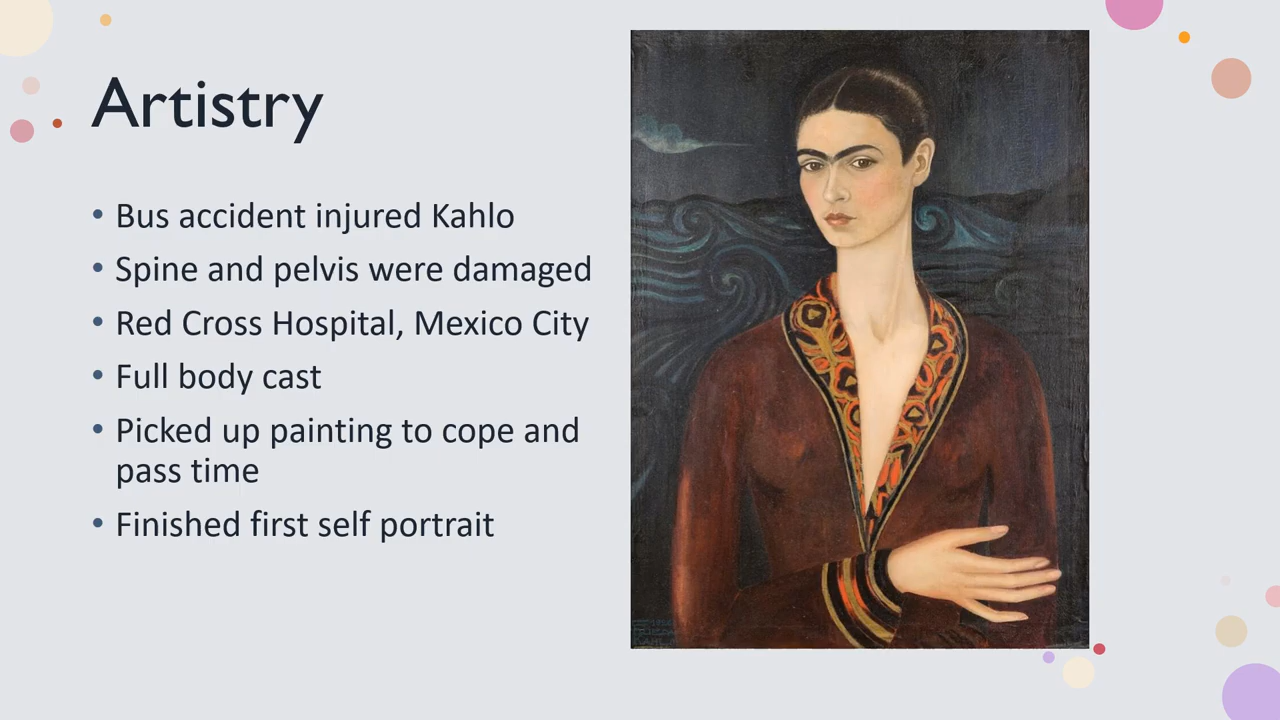 Artistry
• Bus accident injured Kahlo
• Spine and pelvis were damaged
• Red Cross Hospital, Mexico City
• Full body cast
• Picked up painting to cope and
pass time
• Finished first self portrait